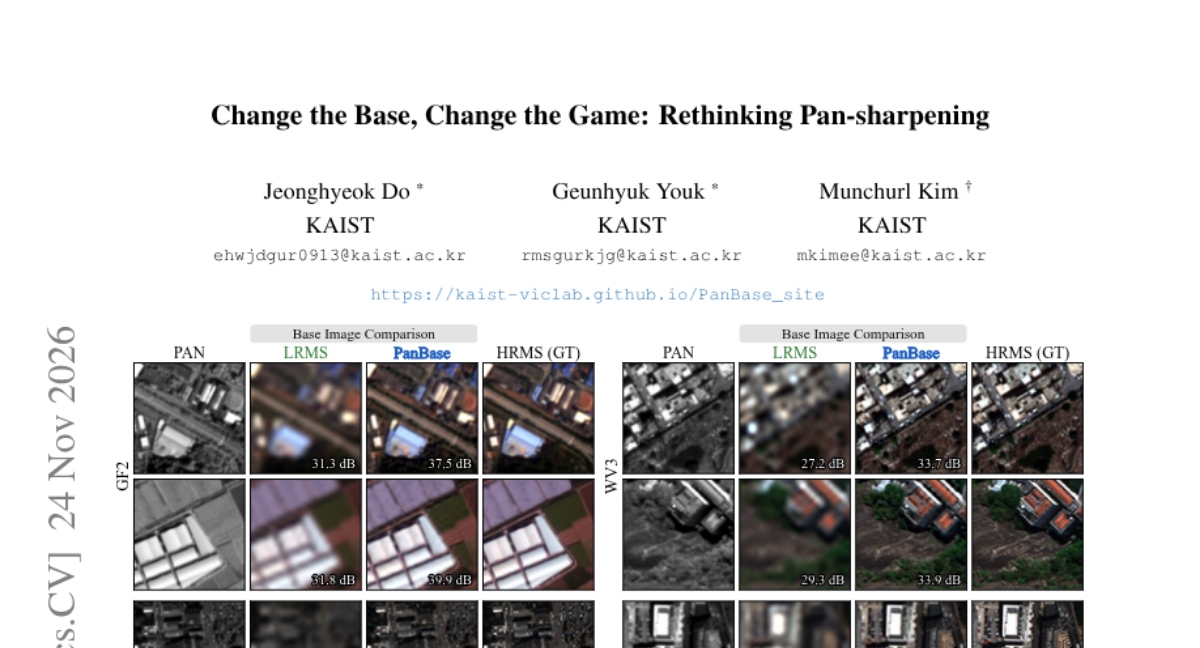 Change the Base, Change the Game: Rethinking Pan-sharpening
Jeonghyeok Do * Geunhyuk Youk * Munchurl Kim †
KAIST KAIST KAIST
ehwjdgur0913@kaist.ac.kr rmsgurkjg@kaist.ac.kr mkimee@kaist.ac.kr
https://kaist-viclab.github.io/PanBase_site
Base Image Comparison Base Image Comparison
PAN LRMS PanBase HRMS (GT) PAN LRMS PanBase HRMS (GT)
31.3 dB 37.5 dB 27.2 dB 33.7 dB
GF2 WV3
31.8 dB 39.9 dB 29.3 dB 33.9 dB
cs.CV] 24 Nov 2026